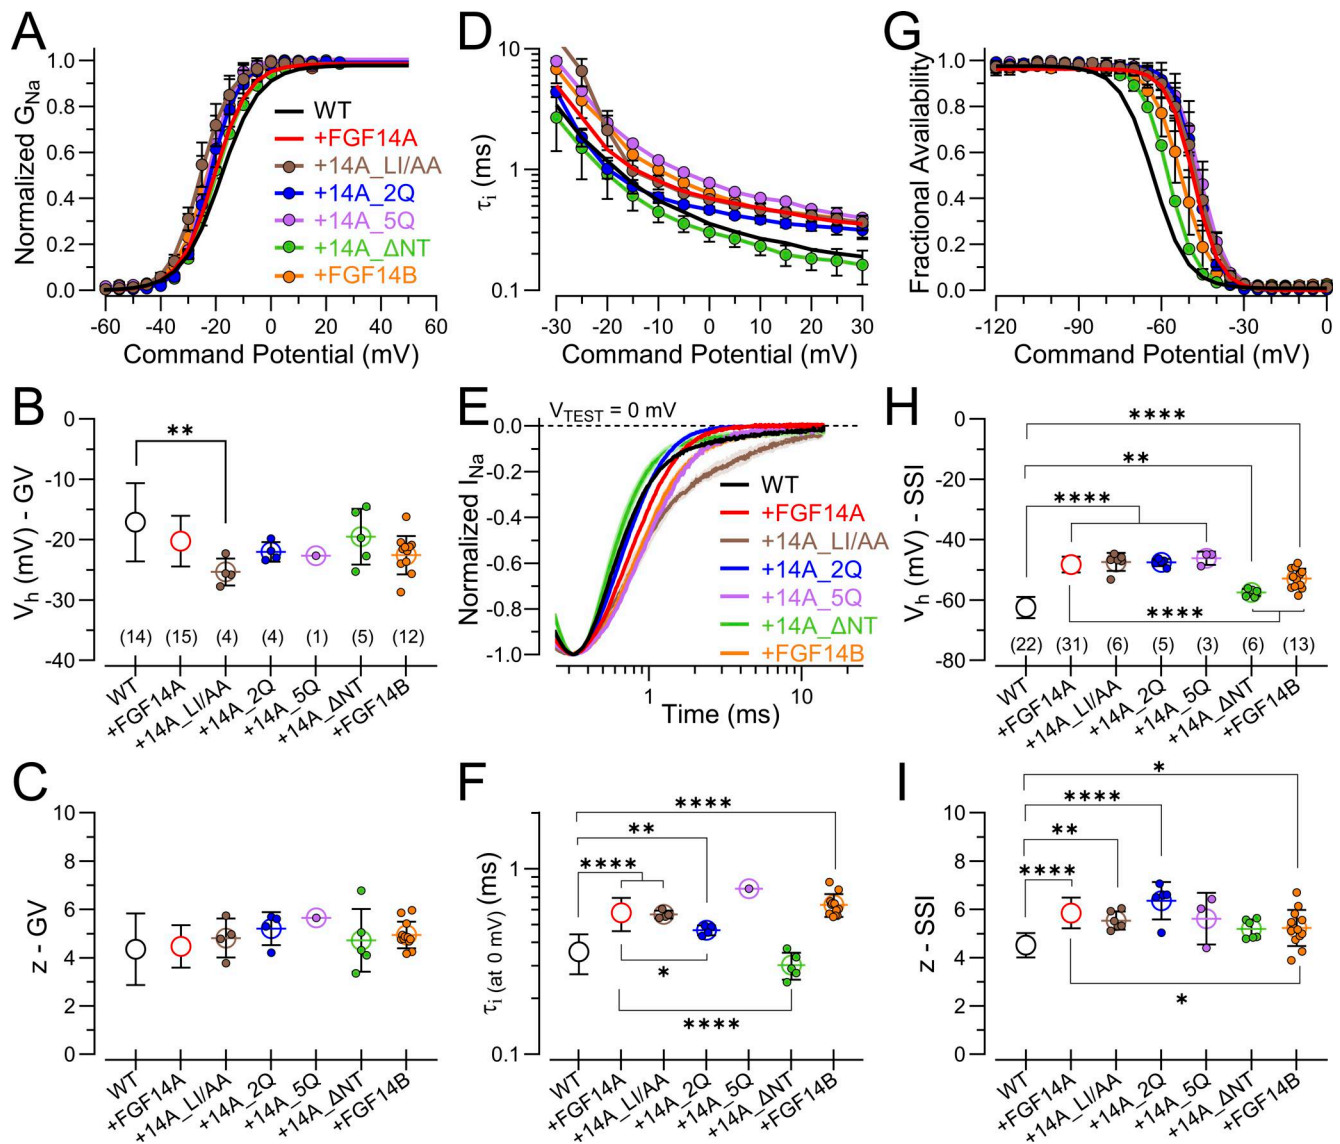 A
Normalized G_Na
1.0
0.8
0.6
0.4
0.2
0.0
-60 -40 -20 0 20 40 60
Command Potential (mV)
WT
+FGF14A
+14A_LI/AA
+14A_2Q
+14A_5Q
+14A_ΔNT
+FGF14B
D
τi (ms)
10
1
0.1
-30 -20 -10 0 10 20 30
Command Potential (mV)
G
Fractional Availability
1.0
0.8
0.6
0.4
0.2
0.0
-120 -90 -60 -30 0
Command Potential (mV)
B
Vh (mV) - GV
0
-10
-20
-30
-40
**
(14) (15) (4) (4) (1) (5) (12)
WT
+FGF14A
+14A_LI/AA
+14A_2Q
+14A_5Q
+14A_ΔNT
+FGF14B
E
VTEST = 0 mV
Normalized I_Na
0.0
-0.2
-0.4
-0.6
-0.8
-1.0
1 10
Time (ms)
WT
+FGF14A
+14A_LI/AA
+14A_2Q
+14A_5Q
+14A_ΔNT
+FGF14B
H
Vh (mV) - SSI
0
-20
-40
-60
-80
****
**
****
****
(22) (31) (6) (5) (3) (6) (13)
WT
+FGF14A
+14A_LI/AA
+14A_2Q
+14A_5Q
+14A_ΔNT
+FGF14B
C
z - GV
10
8
6
4
2
0
WT
+FGF14A
+14A_LI/AA
+14A_2Q
+14A_5Q
+14A_ΔNT
+FGF14B
F
τi (at 0 mV) (ms)
1
0.1
****
**
****
*
****
WT
+FGF14A
+14A_LI/AA
+14A_2Q
+14A_5Q
+14A_ΔNT
+FGF14B
I
z - SSI
10
8
6
4
2
0
*
****
**
****
*
WT
+FGF14A
+14A_LI/AA
+14A_2Q
+14A_5Q
+14A_ΔNT
+FGF14B